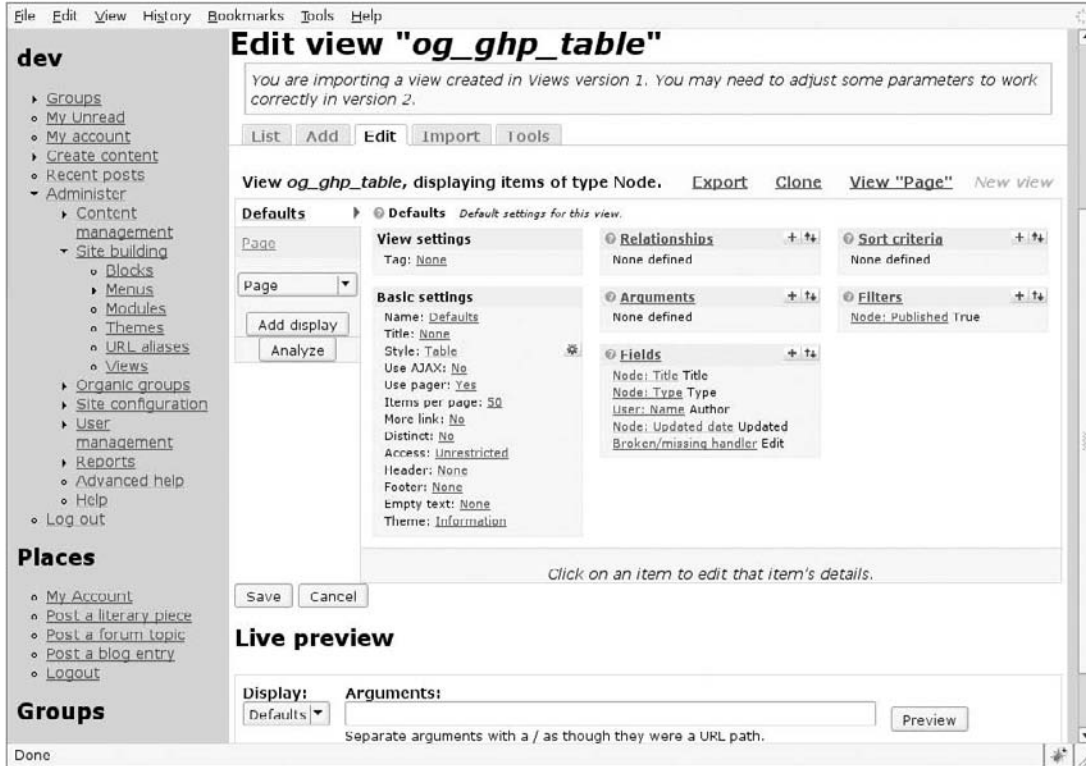 File Edit View History Bookmarks Tools Help
dev
Groups
My Unread
My account
Create content
Recent posts
Administer
Content
management
Site building
Blocks
Menus
Modules
Themes
URL aliases
Views
Organic groups
Site configuration
User
management
Reports
Advanced help
Help
Log out
Places
My Account
Post a literary piece
Post a forum topic
Post a blog entry
Logout
Groups
Edit view "og_ghp_table"
You are importing a view created in Views version 1. You may need to adjust some parameters to work
correctly in version 2.
List Add Edit Import Tools
View og_ghp_table, displaying items of type Node. Export Clone View "Page" New view
Defaults
Page
Page
Add display
Analyze
Defaults Default settings for this view.
View settings
Tag: None
Basic settings
Name: Defaults
Title: None
Style: Table
Use AJAX: No
Use pager: Yes
Items per page: 50
More link: No
Distinct: No
Access: Unrestricted
Header: None
Footer: None
Empty text: None
Theme: Information
Relationships
None defined
Arguments
None defined
Fields
Node: Title Title
Node: Type Type
User: Name Author
Node: Updated date Updated
Broken/missing handler Edit
Sort criteria
None defined
Filters
Node: Published True
Click on an item to edit that item's details.
Save Cancel
Live preview
Display: Arguments:
Defaults Preview
Separate arguments with a / as though they were a URL path.
Done